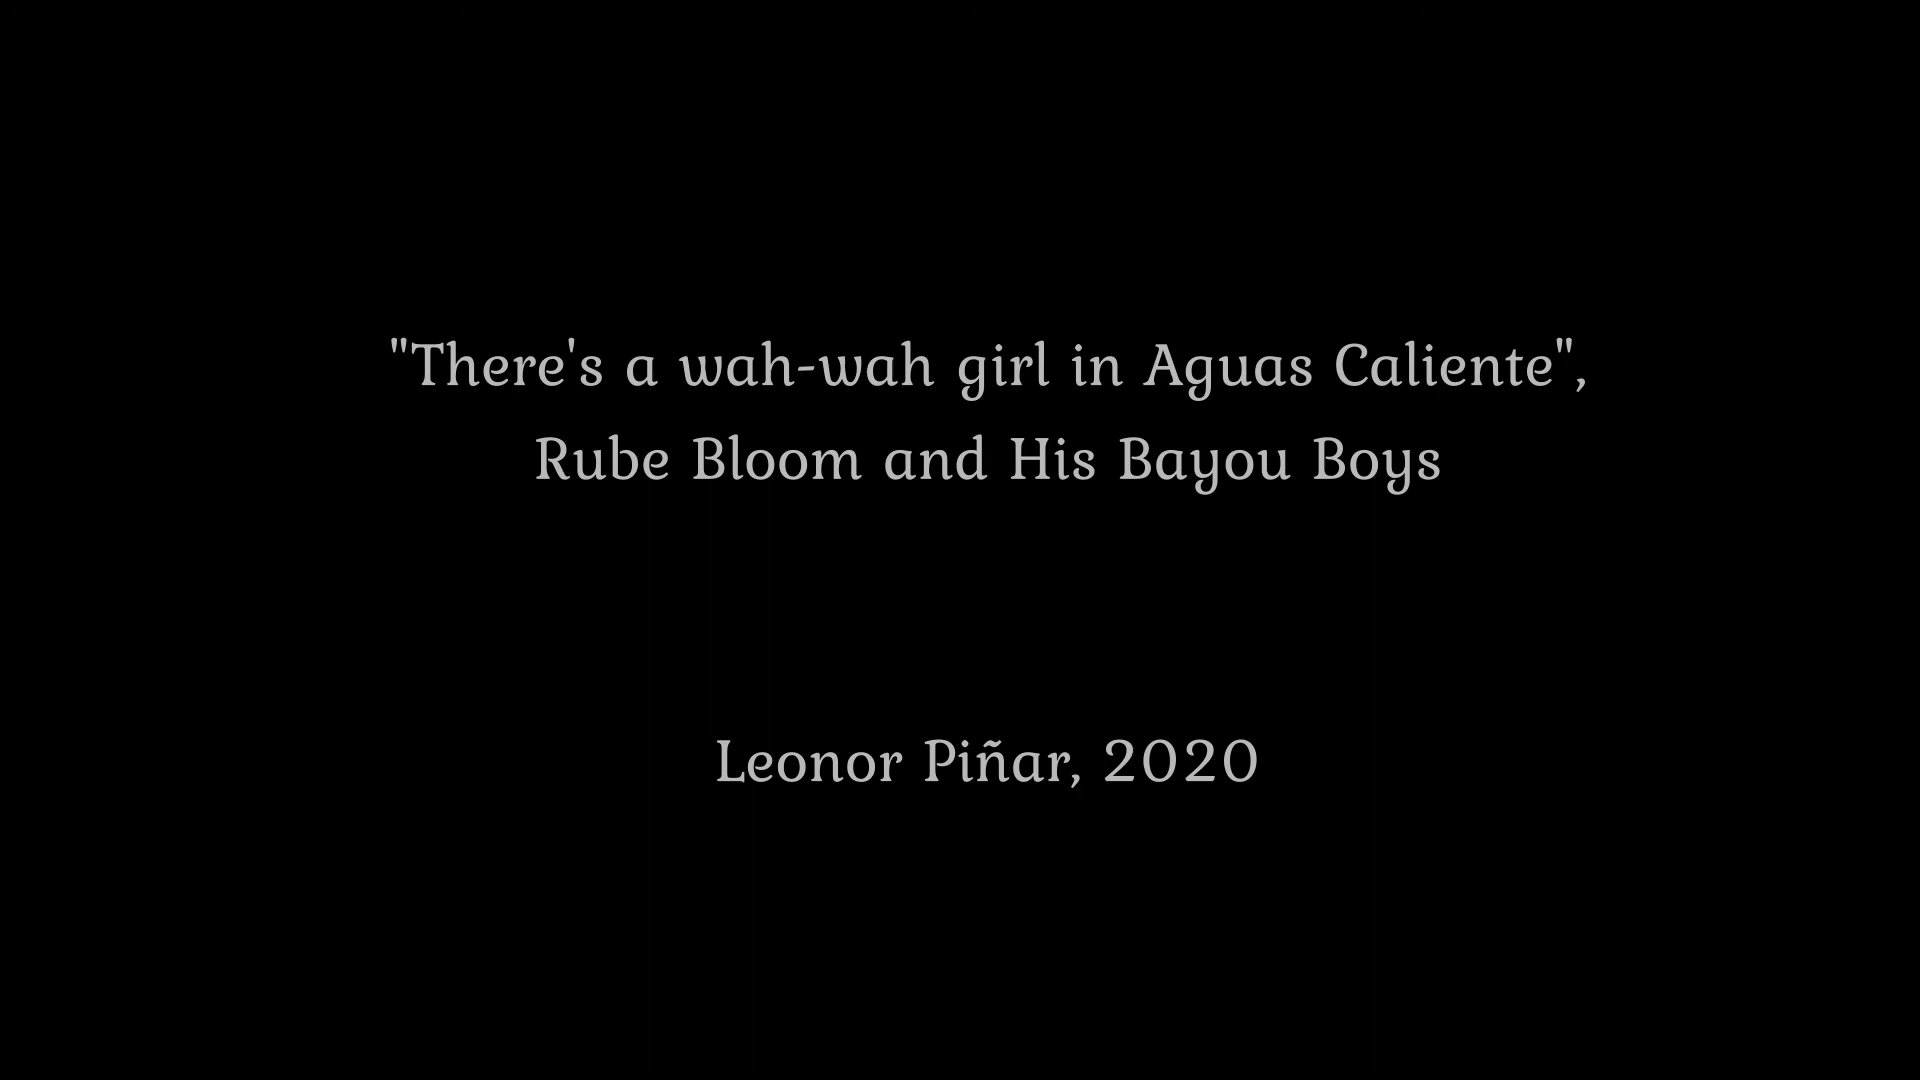 "There's a wah-wah girl in Aguas Caliente",
Rube Bloom and His Bayou Boys
Leonor Piñar, 2020